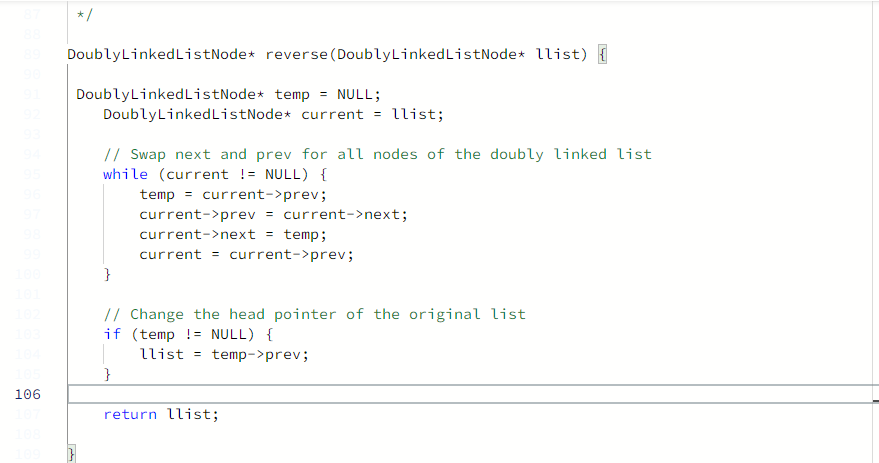 87 */
88
89 DoublyLinkedListNode* reverse(DoublyLinkedListNode* llist) {
90
91 DoublyLinkedListNode* temp = NULL;
92 DoublyLinkedListNode* current = llist;
93
94 // Swap next and prev for all nodes of the doubly linked list
95 while (current != NULL) {
96 temp = current->prev;
97 current->prev = current->next;
98 current->next = temp;
99 current = current->prev;
100 }
101
102 // Change the head pointer of the original list
103 if (temp != NULL) {
104 llist = temp->prev;
105 }
106
107 return llist;
108
109 }